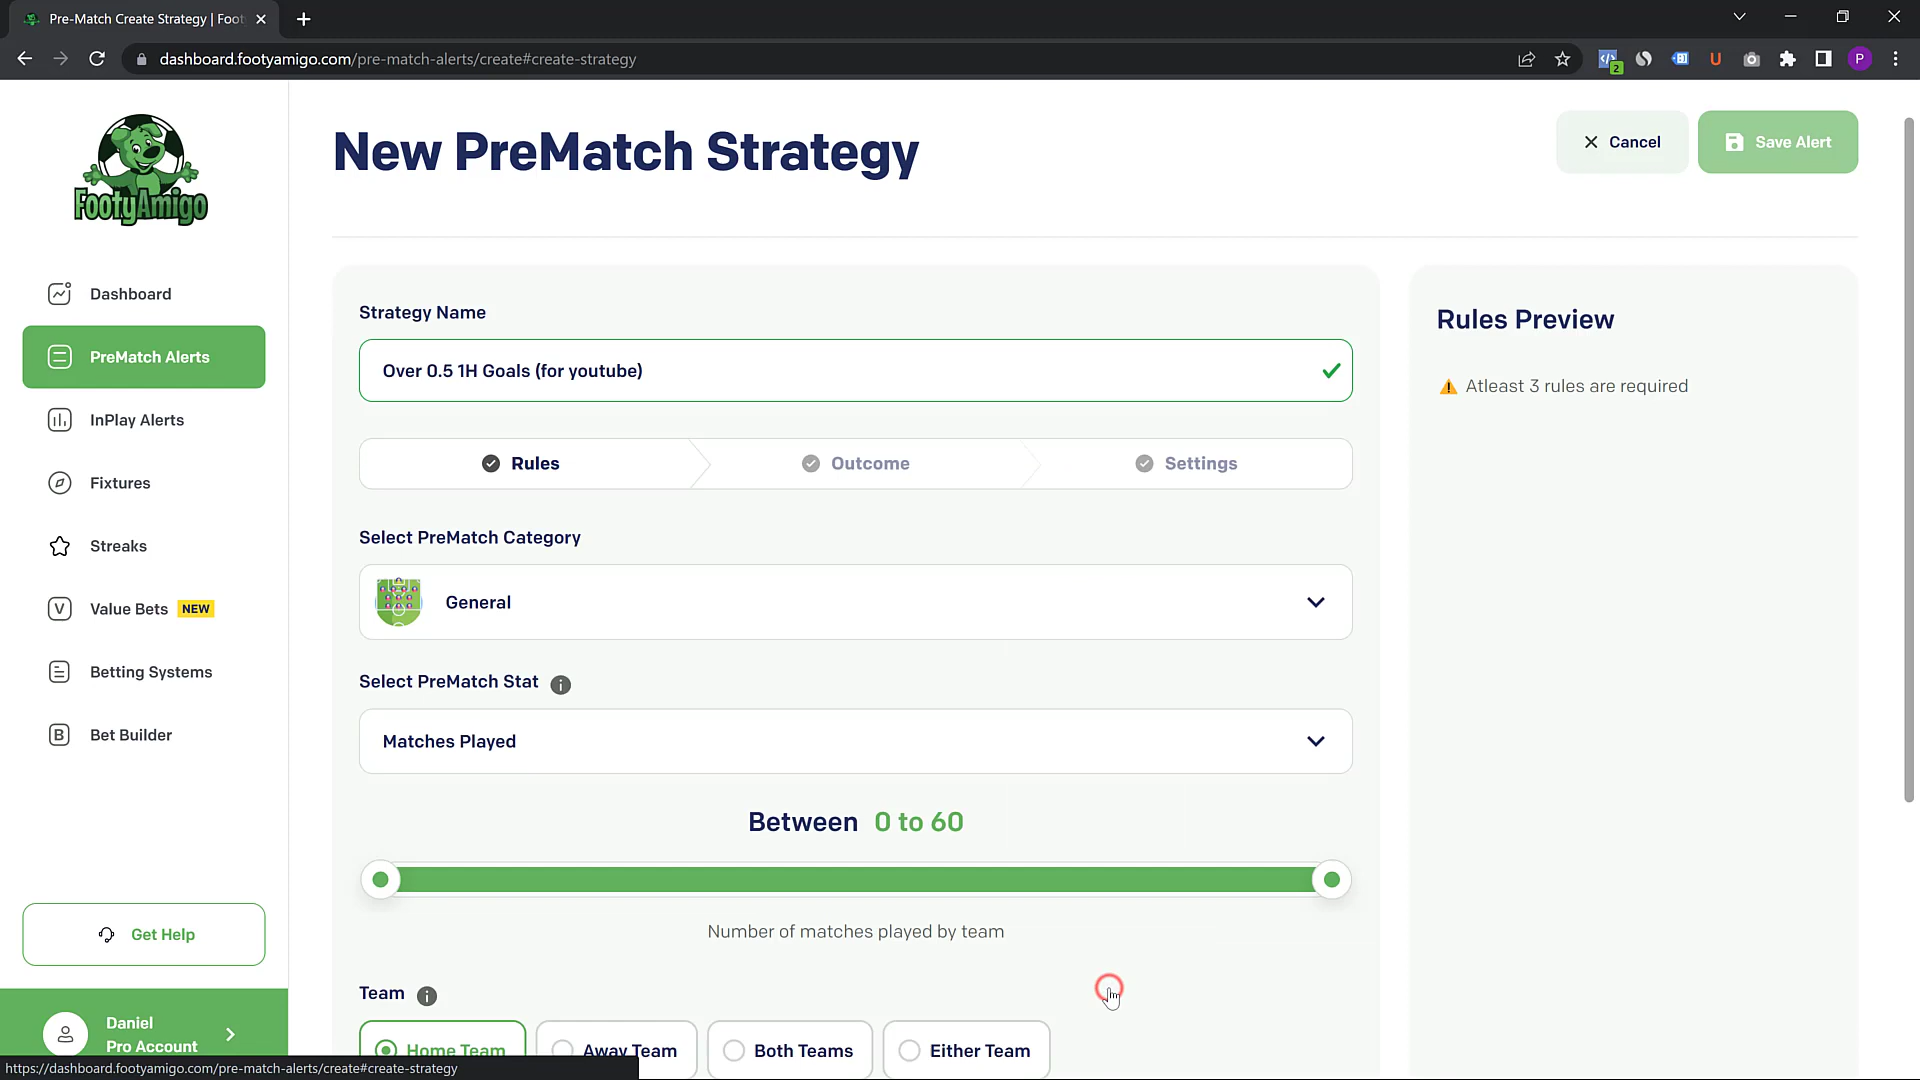 Pre-Match Create Strategy | Foot
dashboard.footyamigo.com/pre-match-alerts/create#create-strategy
2
U
P
FootyAmigo
Dashboard
PreMatch Alerts
InPlay Alerts
Fixtures
Streaks
V
Value Bets
NEW
Betting Systems
B
Bet Builder
Get Help
Daniel
Pro Account
New PreMatch Strategy
Cancel
Save Alert
Strategy Name
Over 0.5 1H Goals (for youtube)
Rules
Outcome
Settings
Select PreMatch Category
General
Select PreMatch Stat
Matches Played
Between 0 to 60
Number of matches played by team
Team
Home Team
Away Team
Both Teams
Either Team
Rules Preview
Atleast 3 rules are required
https://dashboard.footyamigo.com/pre-match-alerts/create#create-strategy